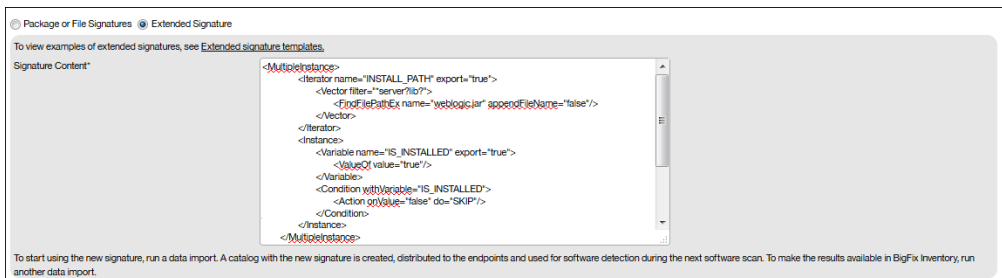 Package or File Signatures Extended Signature
To view examples of extended signatures, see Extended signature templates.
Signature Content*
<MultipleInstance>
<Iterator name="INSTALL_PATH" export="true">
<Vector filter="*server?lib?">
<FindFilePathEx name="weblogic.jar" appendFileName="false"/>
</Vector>
</Iterator>
<Instance>
<Variable name="IS_INSTALLED" export="true">
<ValueOf value="true"/>
</Variable>
<Condition withVariable="IS_INSTALLED">
<Action onValue="false" do="SKIP"/>
</Condition>
</Instance>
</MultipleInstance>
To start using the new signature, run a data import. A catalog with the new signature is created, distributed to the endpoints and used for software detection during the next software scan. To make the results available in BigFix Inventory, run
another data import.